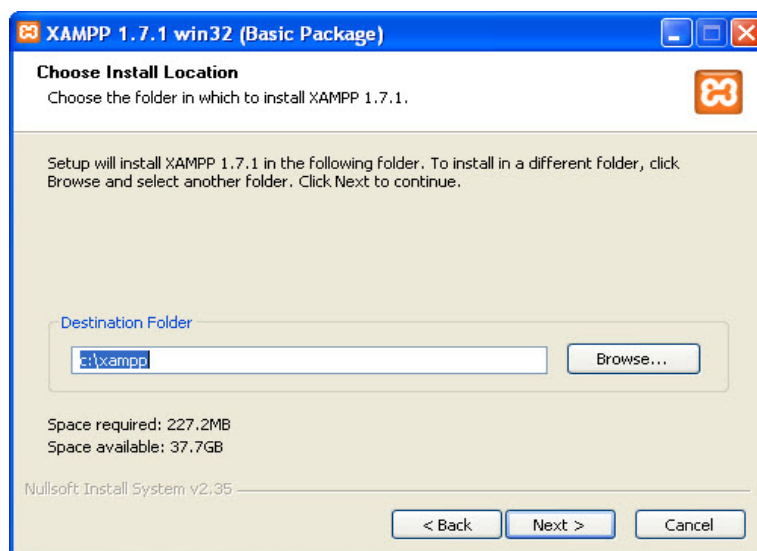 XAMPP 1.7.1 win32 (Basic Package)
Choose Install Location
Choose the folder in which to install XAMPP 1.7.1.
Setup will install XAMPP 1.7.1 in the following folder. To install in a different folder, click
Browse and select another folder. Click Next to continue.
Destination Folder
c:\xampp
Browse...
Space required: 227.2MB
Space available: 37.7GB
Nullsoft Install System v2.35
< Back
Next >
Cancel